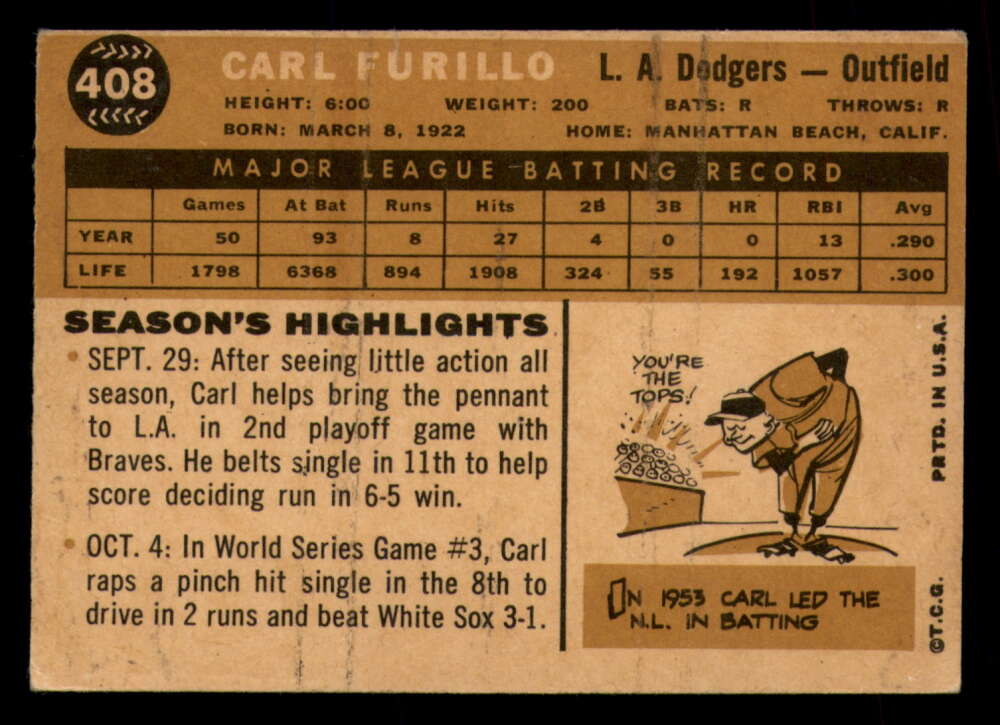 408
CARL FURILLO
L. A. Dodgers — Outfield
HEIGHT: 6:00 WEIGHT: 200 BATS: R THROWS: R
BORN: MARCH 8, 1922 HOME: MANHATTAN BEACH, CALIF.
MAJOR LEAGUE BATTING RECORD
Games At Bat Runs Hits 2B 3B HR RBI Avg
YEAR 50 93 8 27 4 0 0 13 .290
LIFE 1798 6368 894 1908 324 55 192 1057 .300
SEASON'S HIGHLIGHTS
• SEPT. 29: After seeing little action all
season, Carl helps bring the pennant
to L.A. in 2nd playoff game with
Braves. He belts single in 11th to help
score deciding run in 6-5 win.
• OCT. 4: In World Series Game #3, Carl
raps a pinch hit single in the 8th to
drive in 2 runs and beat White Sox 3-1.
YOU'RE
THE
TOPS!
IN 1953 CARL LED THE
N.L. IN BATTING
PRTD. IN U.S.A.
©T.C.G.